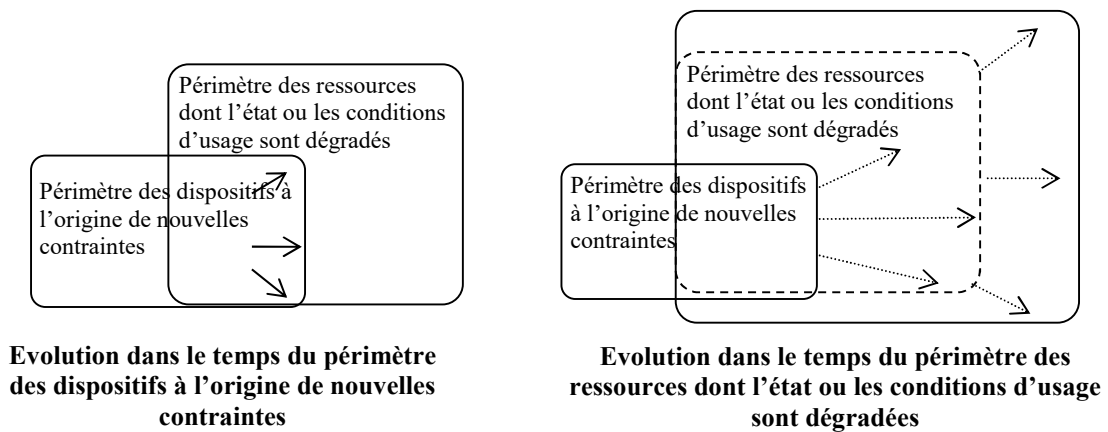 Périmètre des ressources
dont l’état ou les conditions
d’usage sont dégradés
Périmètre des dispositifs à
l’origine de nouvelles
contraintes
Evolution dans le temps du périmètre
des dispositifs à l’origine de nouvelles
contraintes
Périmètre des ressources
dont l’état ou les conditions
d’usage sont dégradés
Périmètre des dispositifs
à l’origine de nouvelles
contraintes
Evolution dans le temps du périmètre des
ressources dont l’état ou les conditions d’usage
sont dégradées